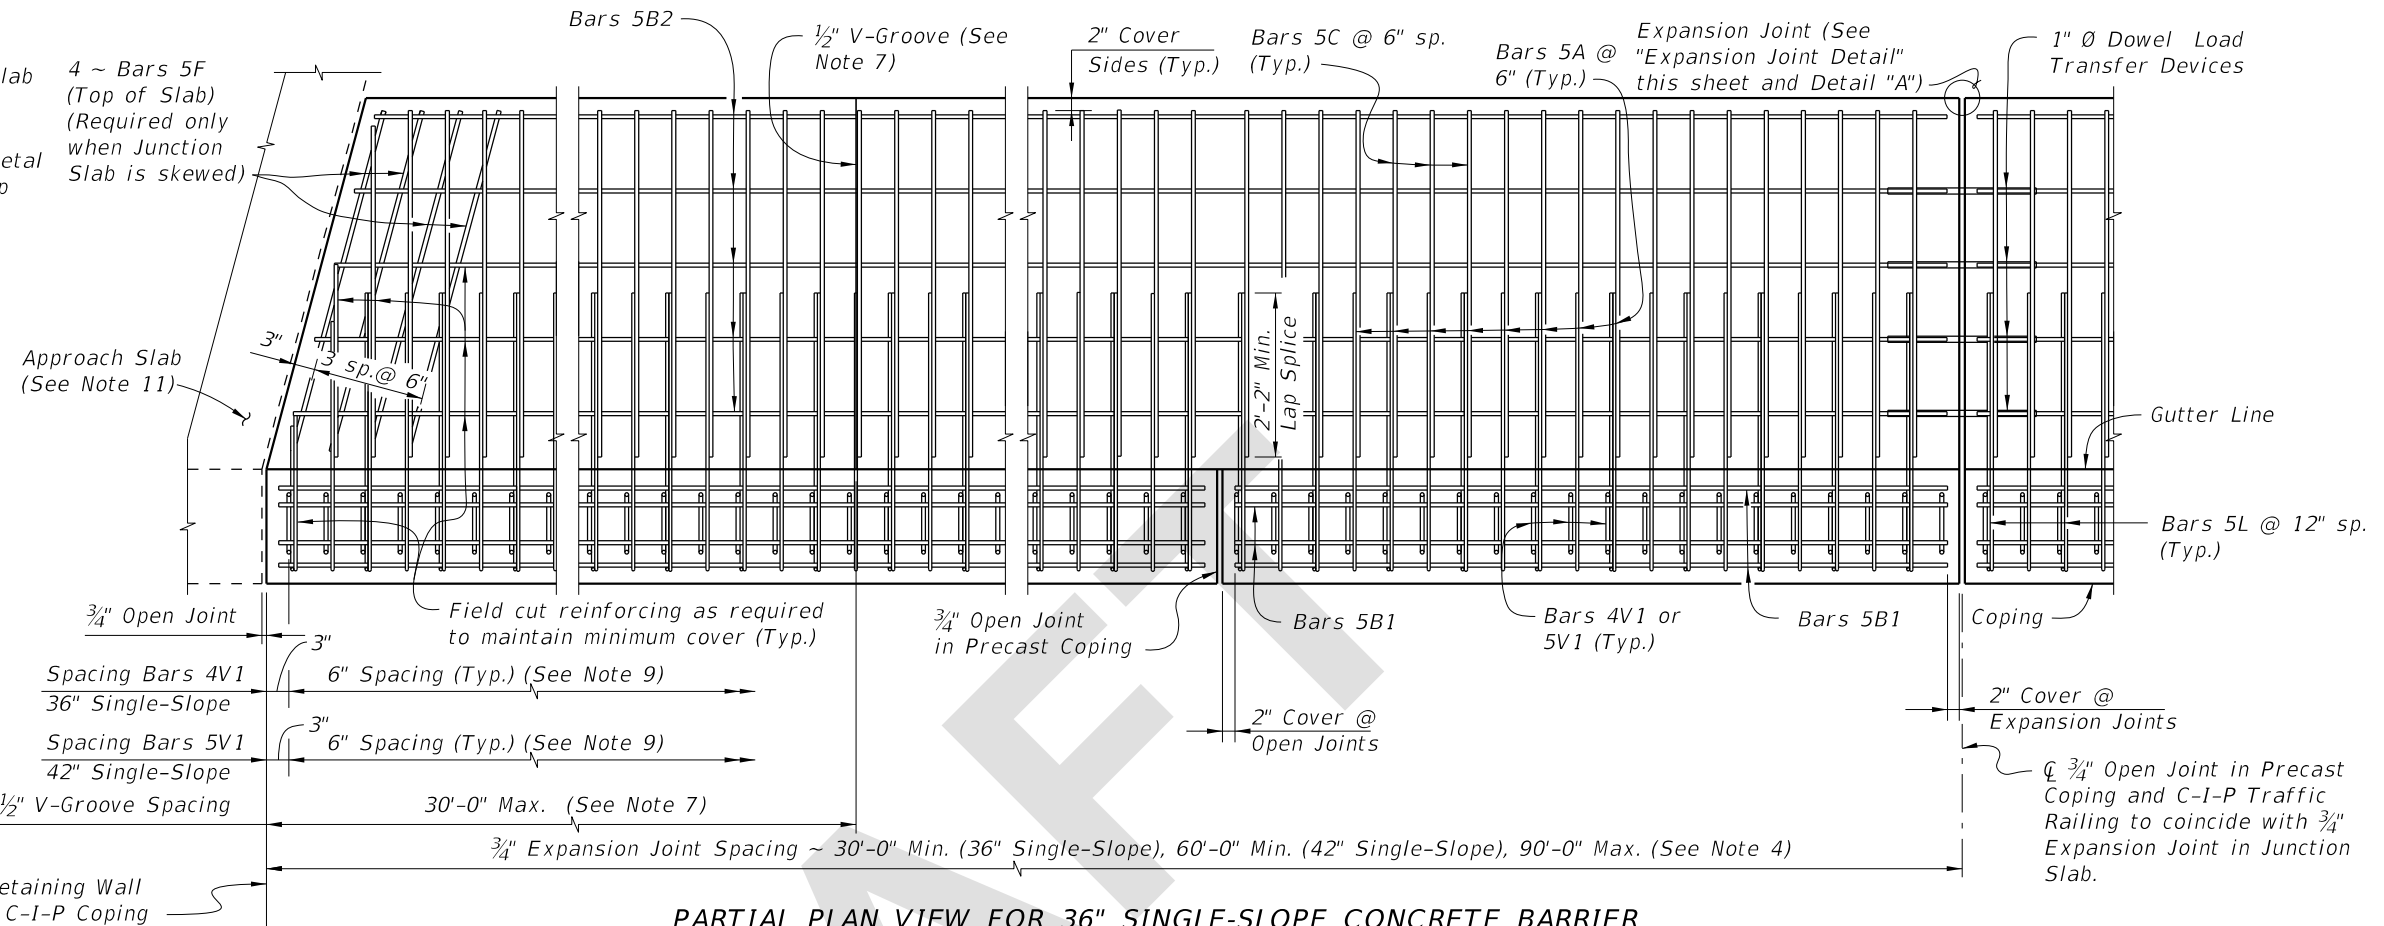 Bars 5B2
½" V-Groove (See
Note 7)
2" Cover
Sides (Typ.)
Bars 5C @ 6" sp.
(Typ.)
Bars 5A @
6" (Typ.)
Expansion Joint (See
"Expansion Joint Detail"
this sheet and Detail "A")
1" Ø Dowel Load
Transfer Devices
lab
4 ~ Bars 5F
(Top of Slab)
(Required only
when Junction
Slab is skewed)
etal
p
3"
3 sp.@ 6"
Approach Slab
(See Note 11)
2'-2" Min.
Lap Splice
Gutter Line
Bars 5L @ 12" sp.
(Typ.)
¾" Open Joint
Field cut reinforcing as required
to maintain minimum cover (Typ.)
¾" Open Joint
in Precast Coping
Bars 5B1
Bars 4V1 or
5V1 (Typ.)
Bars 5B1
Coping
3"
Spacing Bars 4V1
36" Single-Slope
6" Spacing (Typ.) (See Note 9)
3"
Spacing Bars 5V1
42" Single-Slope
6" Spacing (Typ.) (See Note 9)
2" Cover @
Open Joints
2" Cover @
Expansion Joints
℄ ¾" Open Joint in Precast
Coping and C-I-P Traffic
Railing to coincide with ¾"
Expansion Joint in Junction
Slab.
½" V-Groove Spacing
30'-0" Max. (See Note 7)
¾" Expansion Joint Spacing ~ 30'-0" Min. (36" Single-Slope), 60'-0" Min. (42" Single-Slope), 90'-0" Max. (See Note 4)
etaining Wall
C-I-P Coping
PARTIAL PLAN VIEW FOR 36" SINGLE-SLOPE CONCRETE BARRIER
AFT